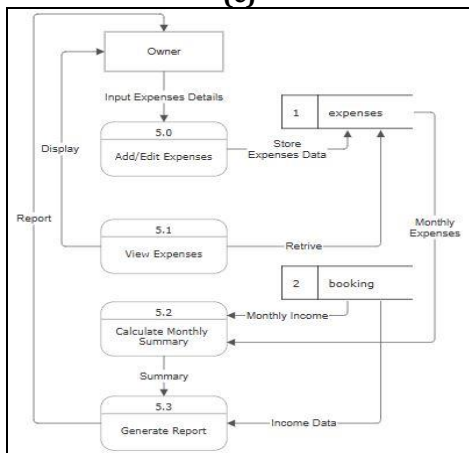 (c)
Owner
Input Expenses Details
1 expenses
5.0
Add/Edit Expenses
Store
Expenses Data
Display
Report
Monthly
Expenses
5.1
View Expenses
Retrive
2 booking
5.2
Calculate Monthly
Summary
Monthly Income
Summary
5.3
Generate Report
Income Data